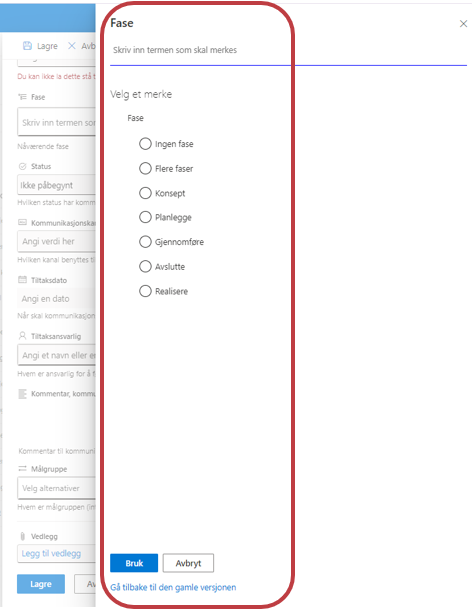 Fase
Lagre
Avb
Skriv inn termen som skal merkes
Du kan ikke la dette stå t
Velg et merke
Fase
Fase
Skriv inn termen som
Ingen fase
Nåværende fase
Flere faser
Status
Ikke påbegynt
Konsept
Hvilken status har komm
Planlegge
Kommunikasjonska
Angi verdi her
Gjennomføre
Hvilken kanal benyttes ti
Avslutte
Tiltaksdato
Realisere
Angi en dato
Når skal kommunikasjon
Tiltaksansvarlig
Angi et navn eller en
Hvem er ansvarlig for å f
Kommentar, kommu
Kommentar til kommuni
Målgruppe
Velg alternativer
Hvem er målgruppen (in
Vedlegg
Legg til vedlegg
Bruk
Avbryt
Lagre
Av
Gå tilbake til den gamle versjonen